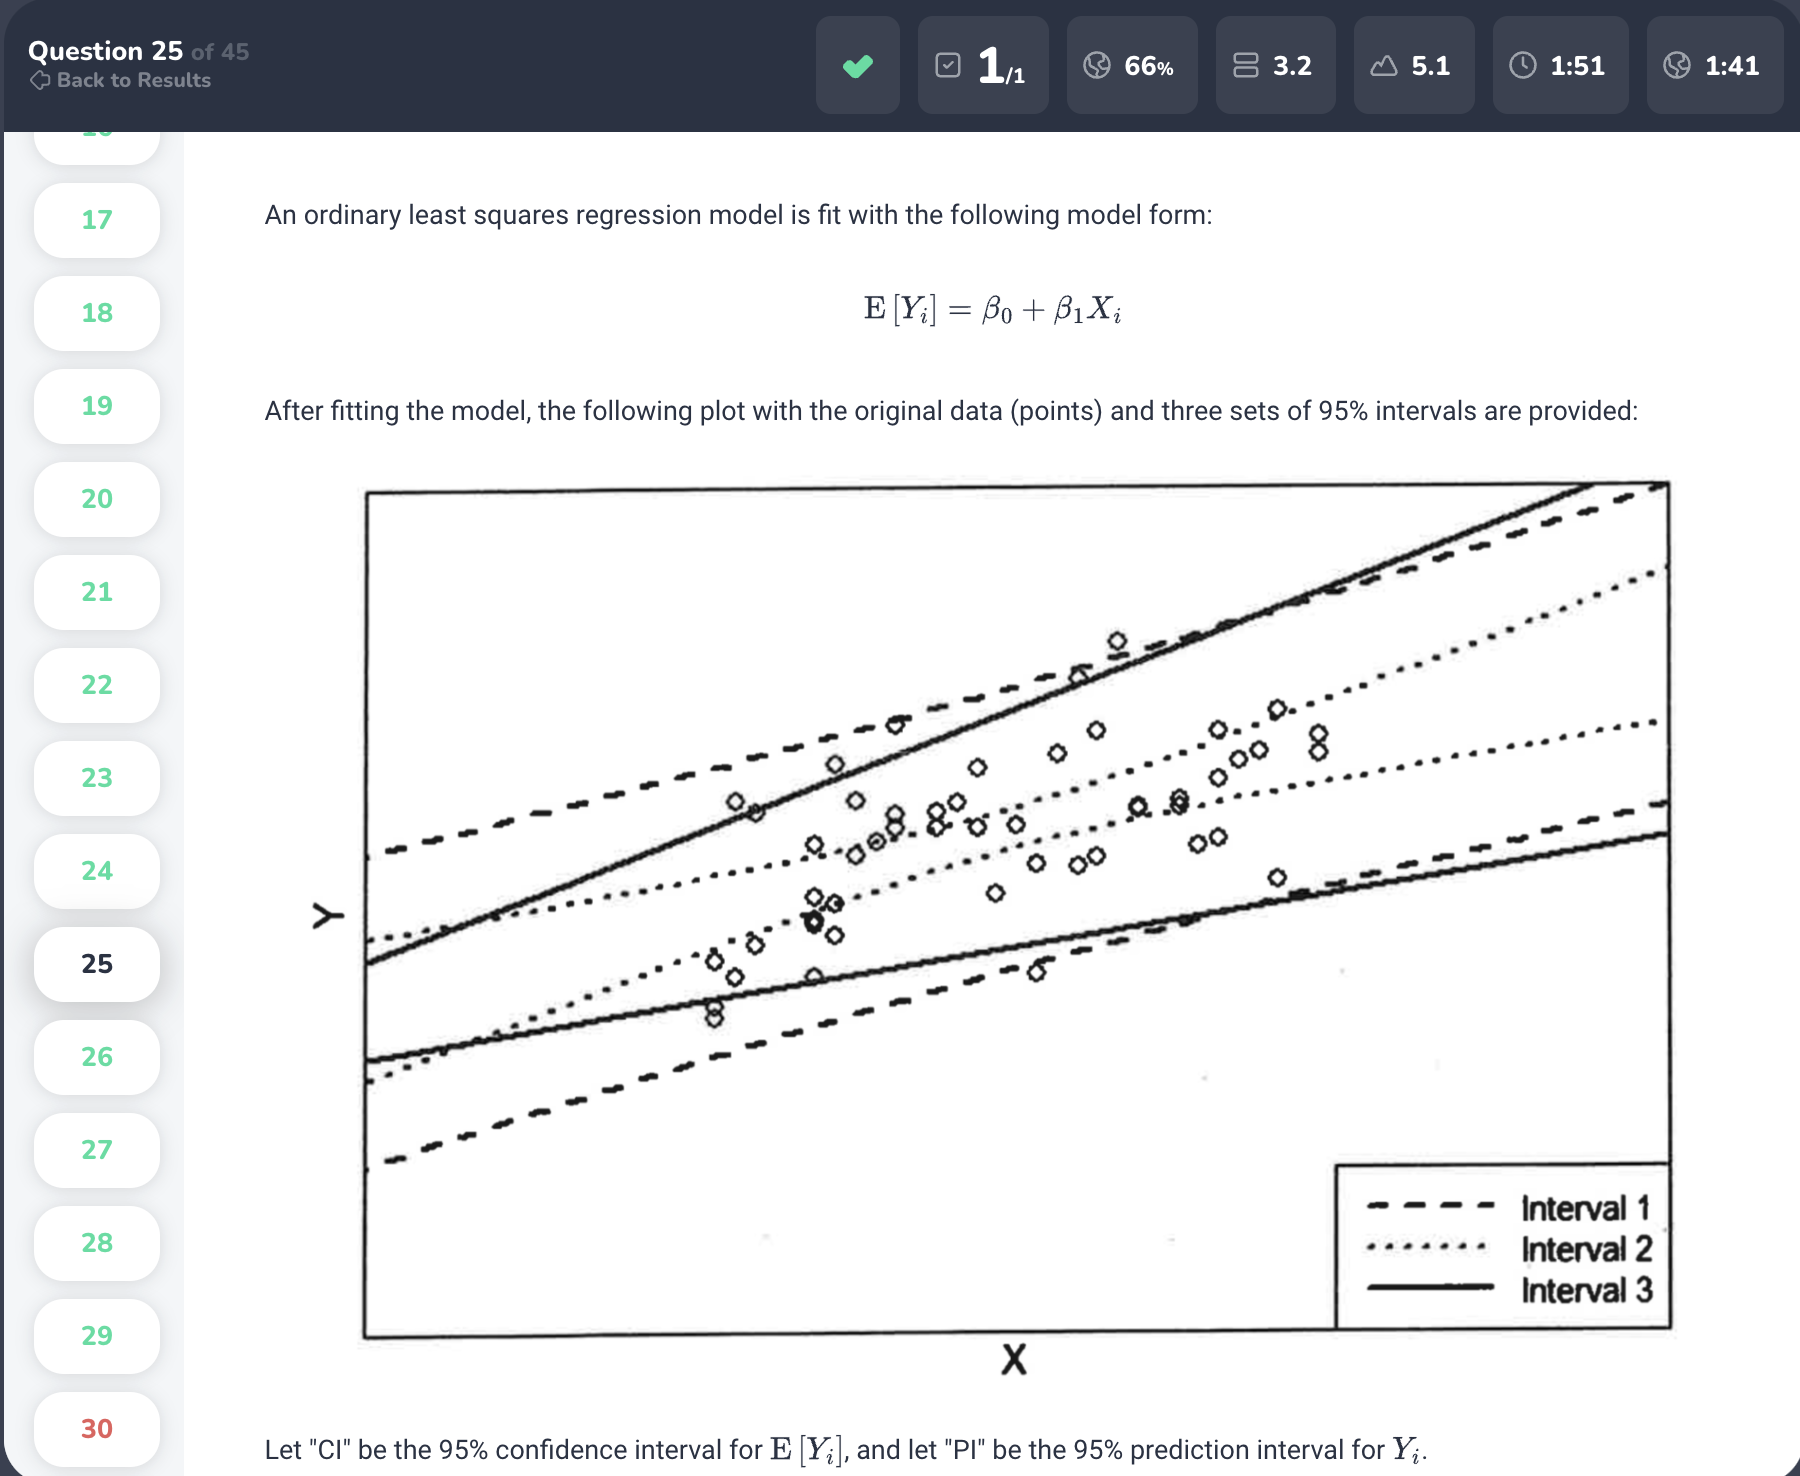 Question 25 of 45
Back to Results
1/1
66%
3.2
5.1
1:51
1:41
17
18
19
20
21
22
23
24
25
26
27
28
29
30
An ordinary least squares regression model is fit with the following model form:
E [Yᵢ] = β₀ + β₁Xᵢ
After fitting the model, the following plot with the original data (points) and three sets of 95% intervals are provided:
Y
Interval 1
Interval 2
Interval 3
X
Let "CI" be the 95% confidence interval for E [Yᵢ], and let "PI" be the 95% prediction interval for Yᵢ.